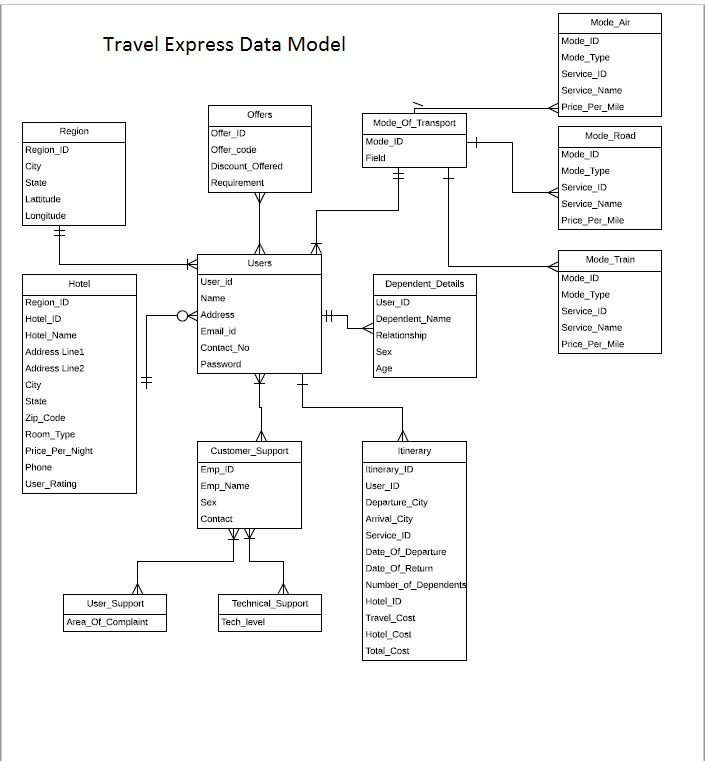 Travel Express Data Model
Mode_Air
Mode_ID
Mode_Type
Service_ID
Service_Name
Price_Per_Mile
Offers
Offer_ID
Offer_code
Discount_Offered
Requirement
Mode_Of_Transport
Mode_ID
Field
Region
Region_ID
City
State
Lattitude
Longitude
Mode_Road
Mode_ID
Mode_Type
Service_ID
Service_Name
Price_Per_Mile
Users
User_id
Name
Address
Email_id
Contact_No
Password
Mode_Train
Mode_ID
Mode_Type
Service_ID
Service_Name
Price_Per_Mile
Hotel
Region_ID
Hotel_ID
Hotel_Name
Address Line1
Address Line2
City
State
Zip_Code
Room_Type
Price_Per_Night
Phone
User_Rating
Dependent_Details
User_ID
Dependent_Name
Relationship
Sex
Age
Customer_Support
Emp_ID
Emp_Name
Sex
Contact
Itinerary
Itinerary_ID
User_ID
Departure_City
Arrival_City
Service_ID
Date_Of_Departure
Date_Of_Return
Number_of_Dependents
Hotel_ID
Travel_Cost
Hotel_Cost
Total_Cost
User_Support
Area_Of_Complaint
Technical_Support
Tech_level